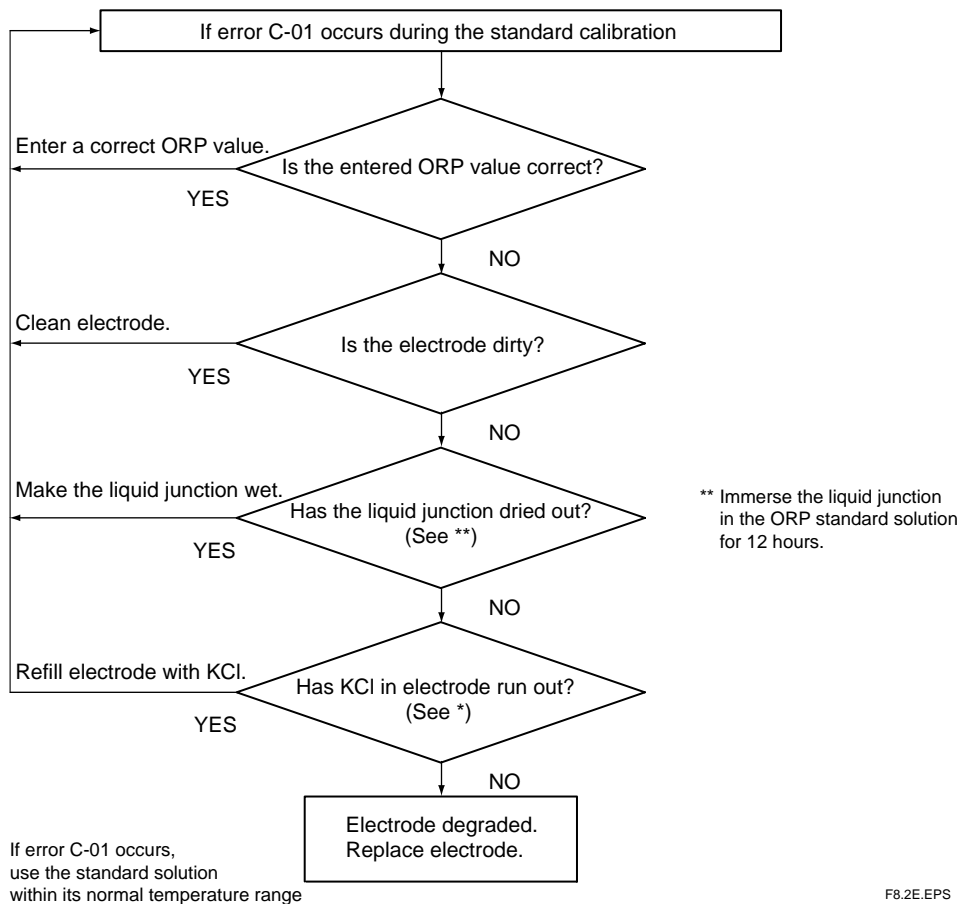 If error C-01 occurs during the standard calibration
Enter a correct ORP value.
Is the entered ORP value correct?
YES
NO
Clean electrode.
Is the electrode dirty?
YES
NO
Make the liquid junction wet.
Has the liquid junction dried out?
(See **)
YES
** Immerse the liquid junction
in the ORP standard solution
for 12 hours.
NO
Refill electrode with KCl.
Has KCl in electrode run out?
(See *)
YES
NO
Electrode degraded.
Replace electrode.
If error C-01 occurs,
use the standard solution
within its normal temperature range
F8.2E.EPS